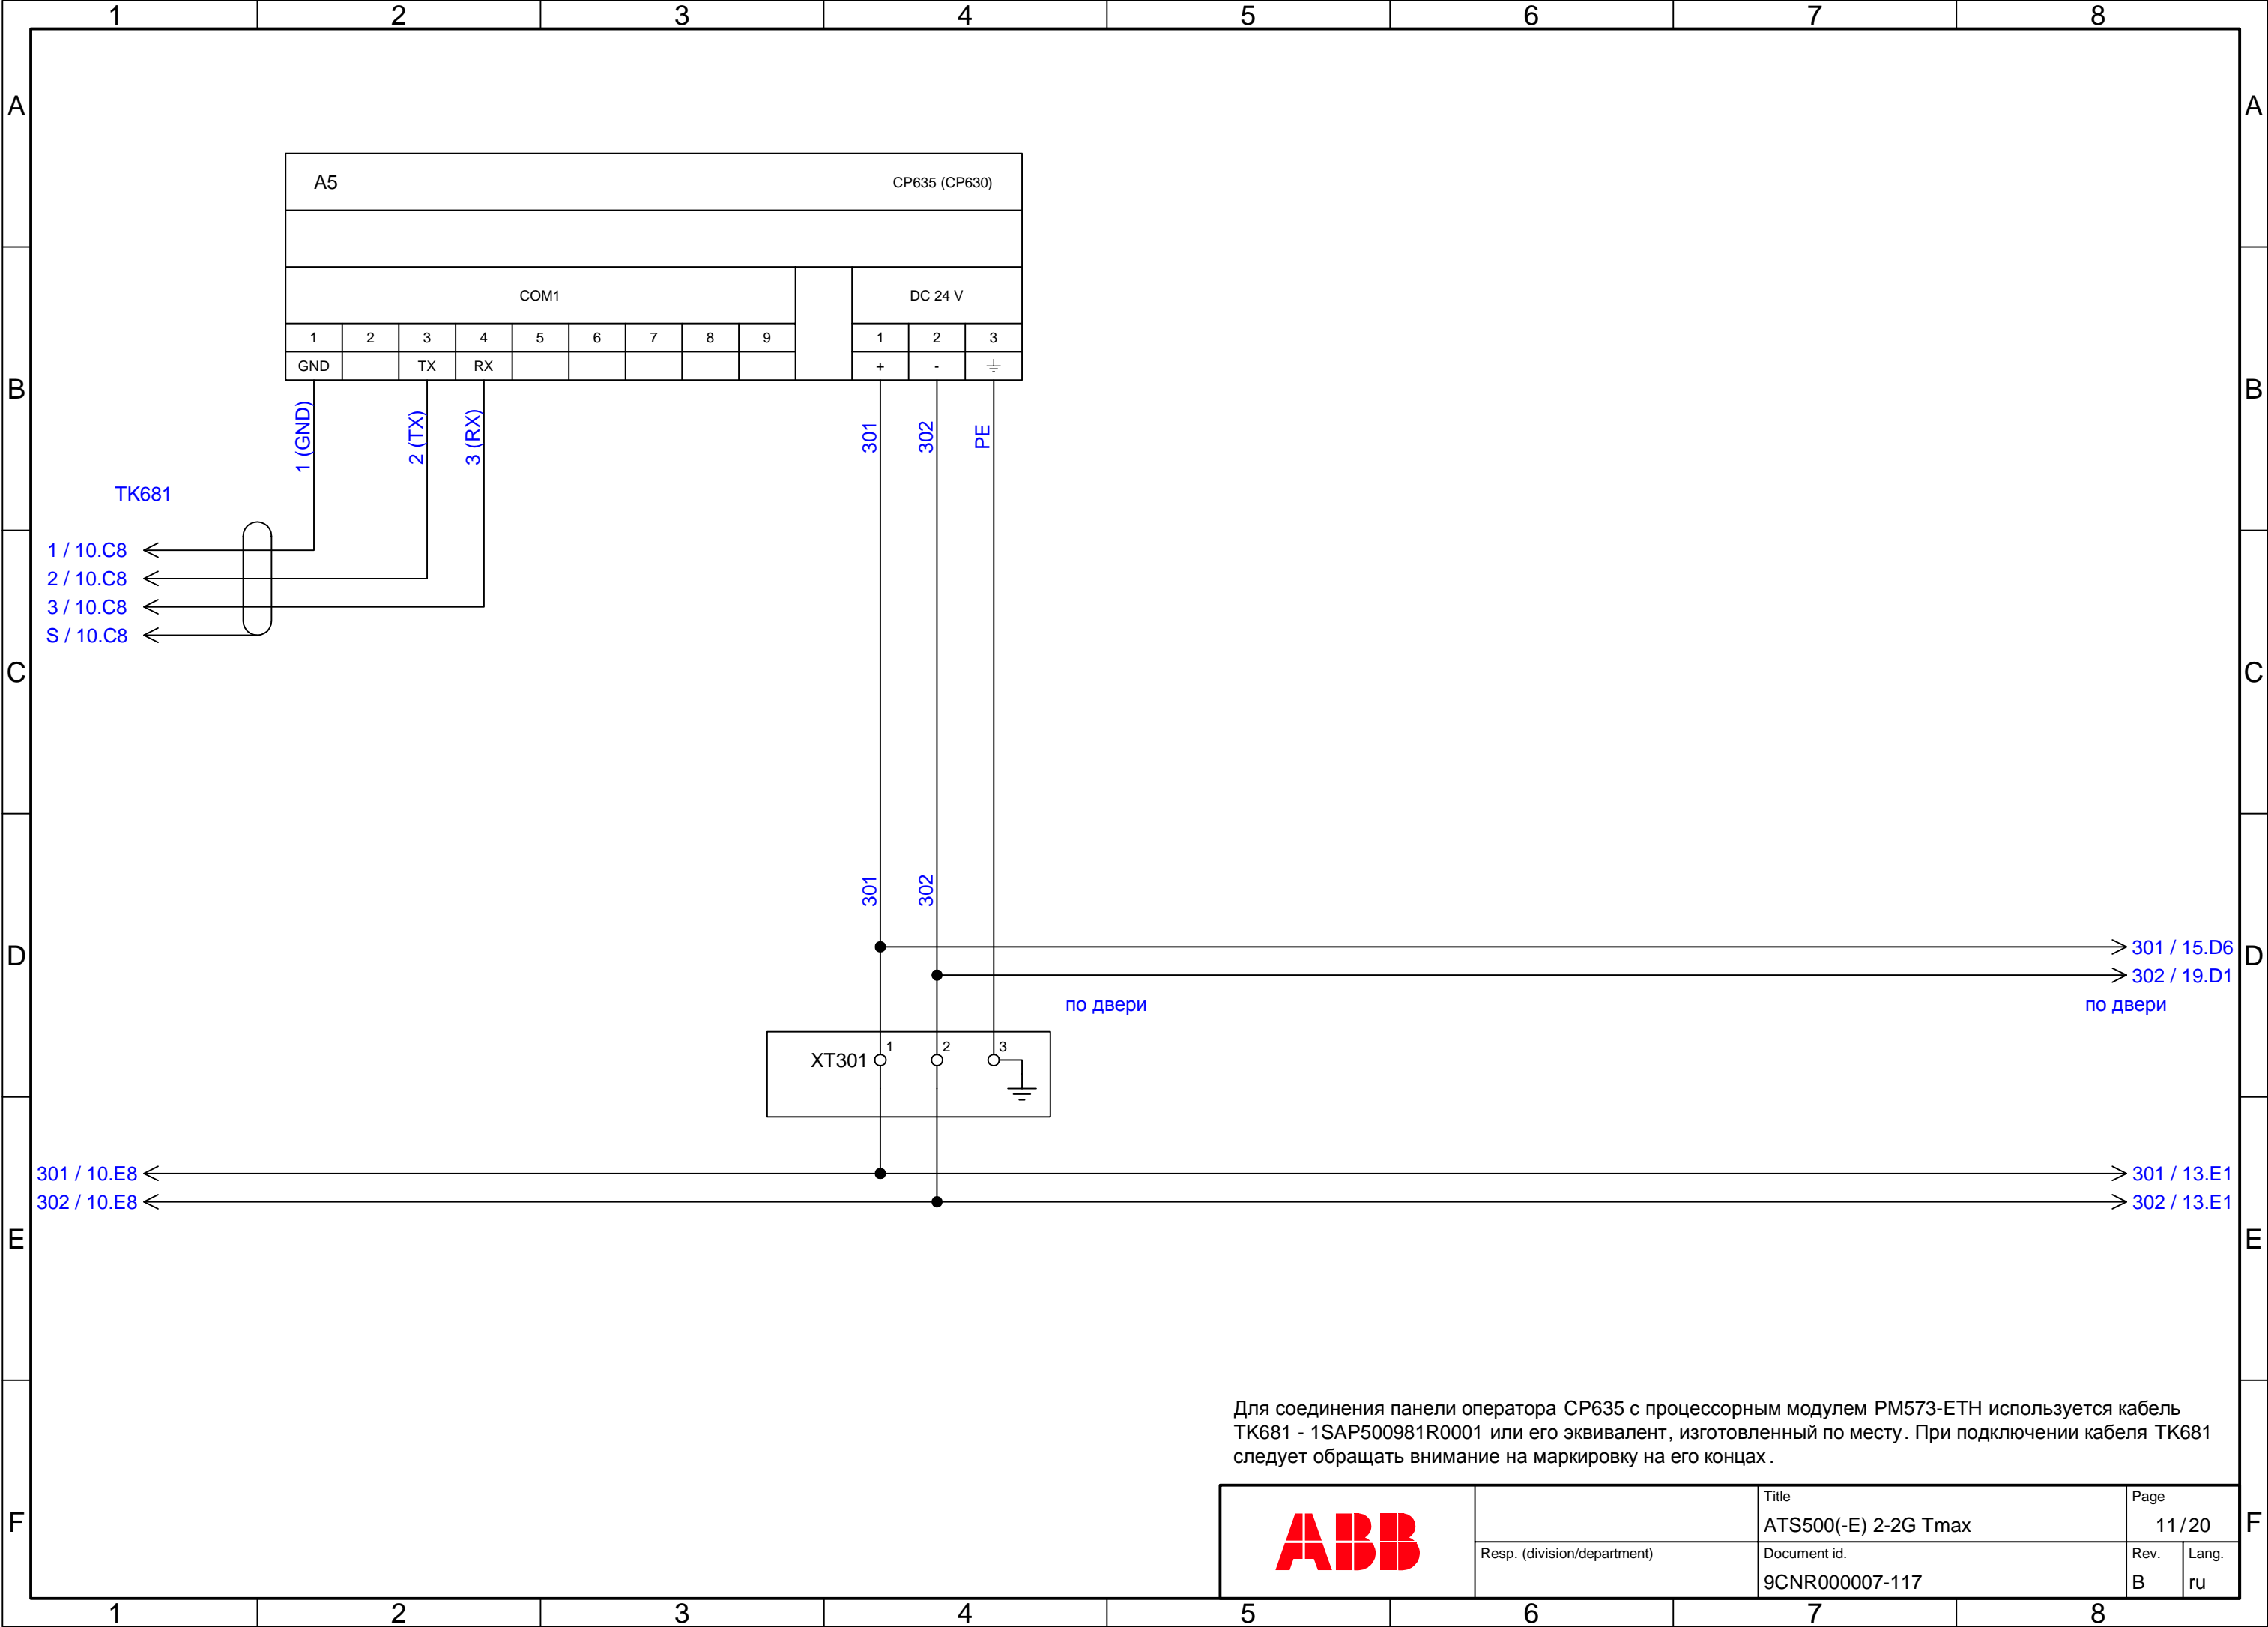 1 2 3 4 5 6 7 8
A A
A5 CP635 (CP630)
COM1 DC 24 V
1 2 3 4 5 6 7 8 9 1 2 3
GND TX RX + -
B B
1 (GND) 2 (TX) 3 (RX) 301 302 PE
TK681
1 / 10.C8
2 / 10.C8
3 / 10.C8
S / 10.C8
C C
301 302
D D
301 / 15.D6
302 / 19.D1
по двери по двери
XT301 1 2 3
301 / 10.E8 301 / 13.E1
302 / 10.E8 302 / 13.E1
E E
Для соединения панели оператора CP635 с процессорным модулем PM573-ETH используется кабель
TK681 - 1SAP500981R0001 или его эквивалент, изготовленный по месту. При подключении кабеля TK681
следует обращать внимание на маркировку на его концах.
F F
ABB
Title Page
ATS500(-E) 2-2G Tmax 11/20
Resp. (division/department) Document id. Rev. Lang.
9CNR000007-117 B ru
1 2 3 4 5 6 7 8